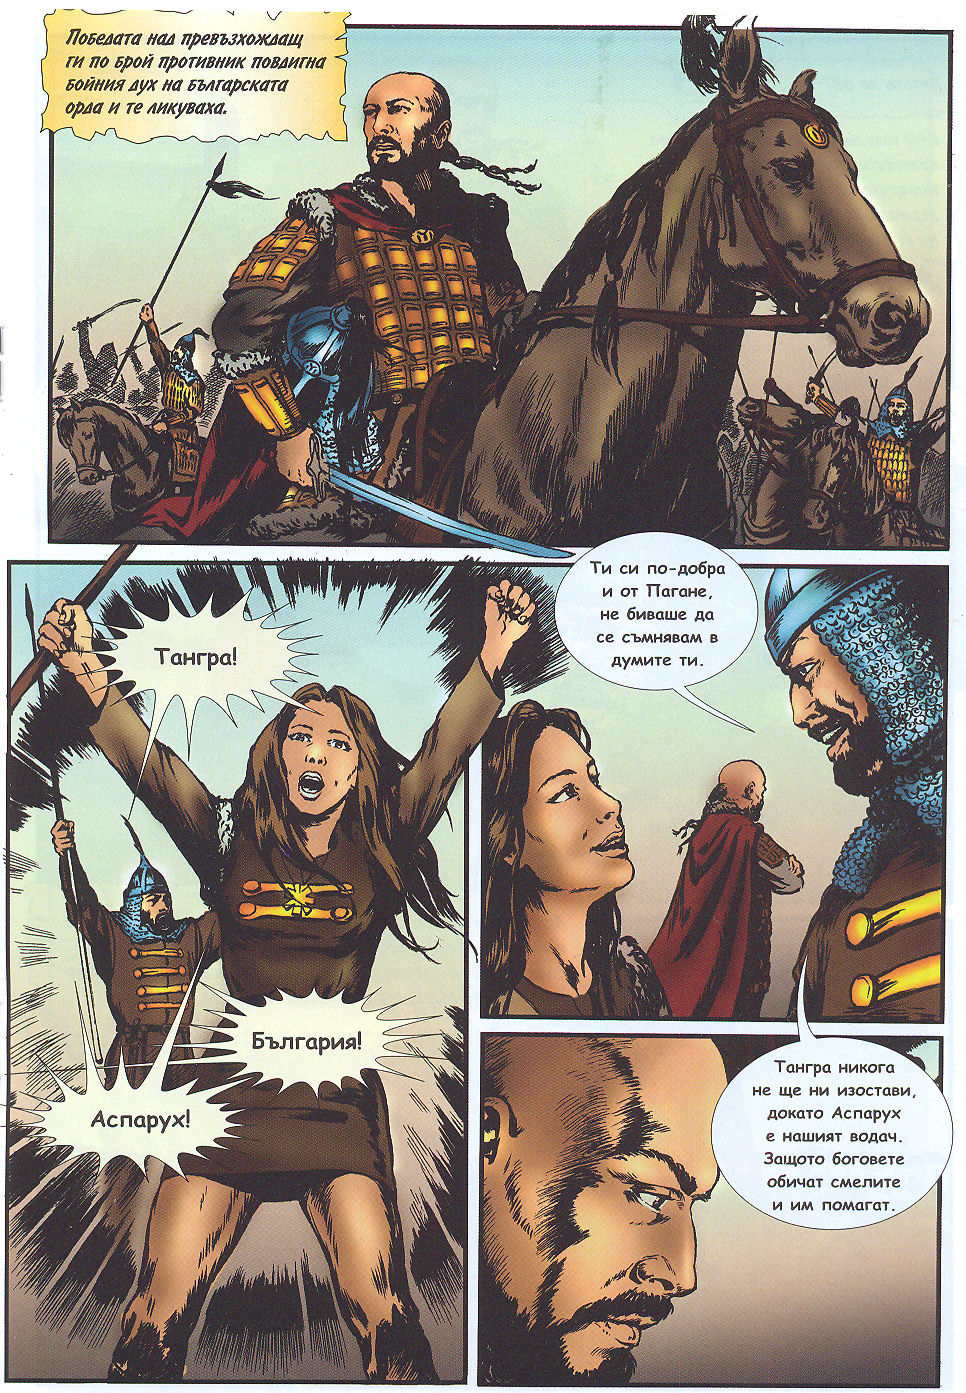 Победата над превъзхождащ
ги по брой противник повдигна
бойния дух на българската
орда и те ликуваха.
Тангра!
България!
Аспарух!
Ти си по-добра
и от Пагане,
не биваше да
се съмнявам в
думите ти.
Тангра никога
не ще ни изостави,
докато Аспарух
е нашият водач.
Защото боговете
обичат смелите
и им помагат.